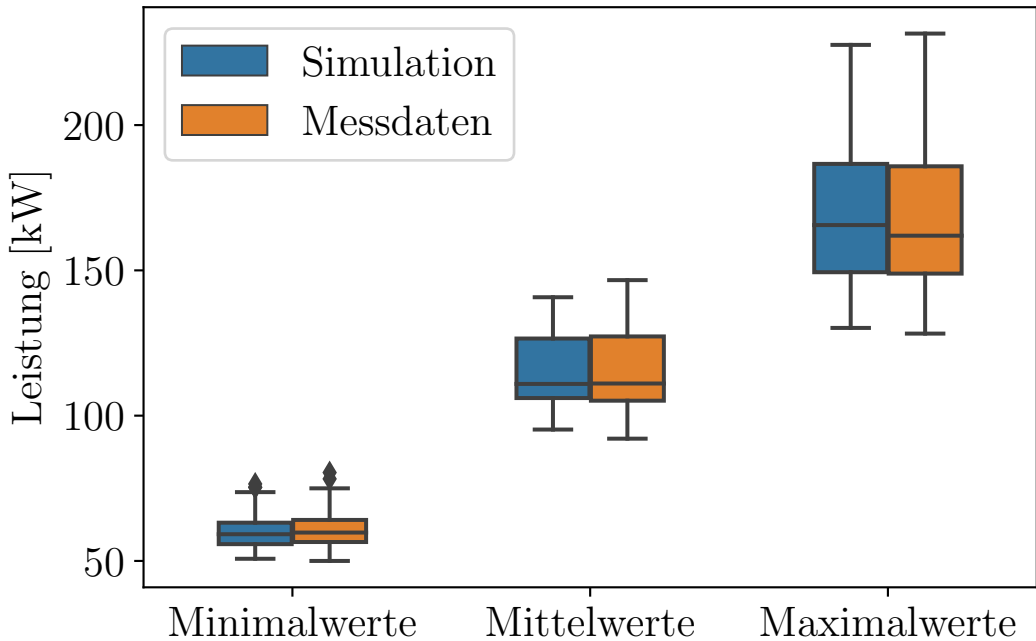 Simulation
Messdaten
Leistung [kW]
200
150
100
50
Minimalwerte
Mittelwerte
Maximalwerte